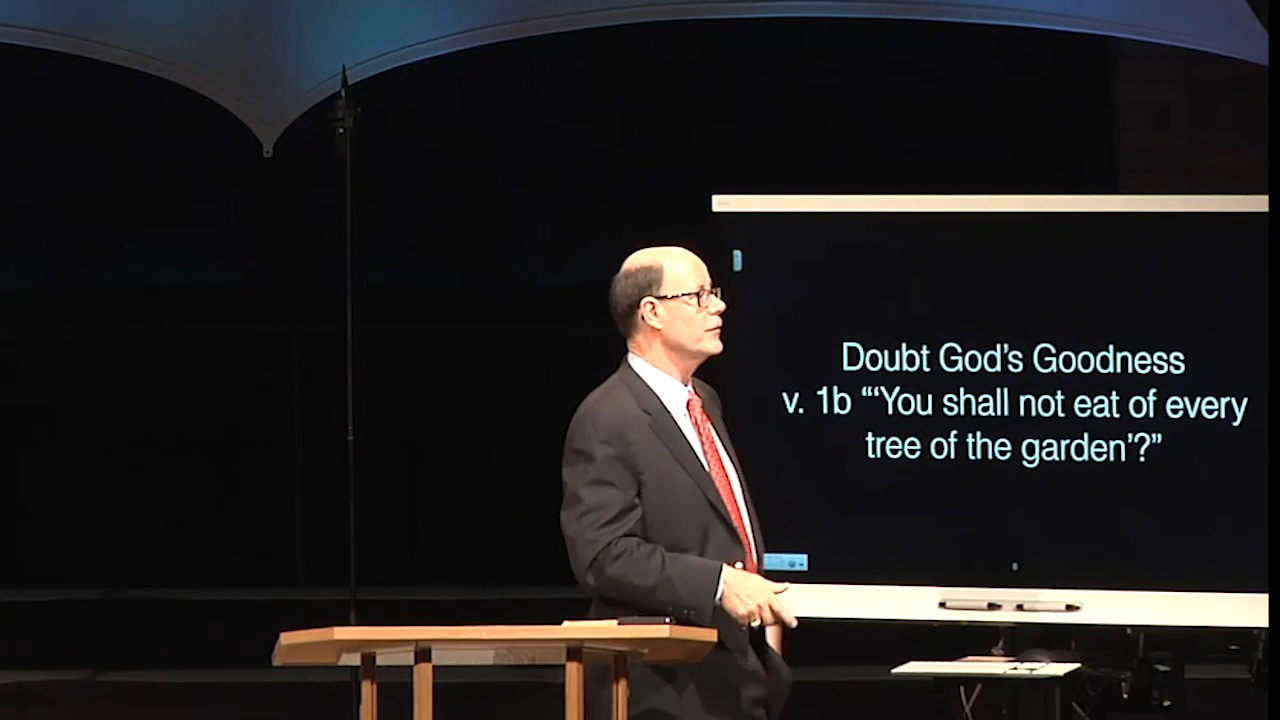 Doubt God’s Goodness
v. 1b “‘You shall not eat of every
tree of the garden’?”